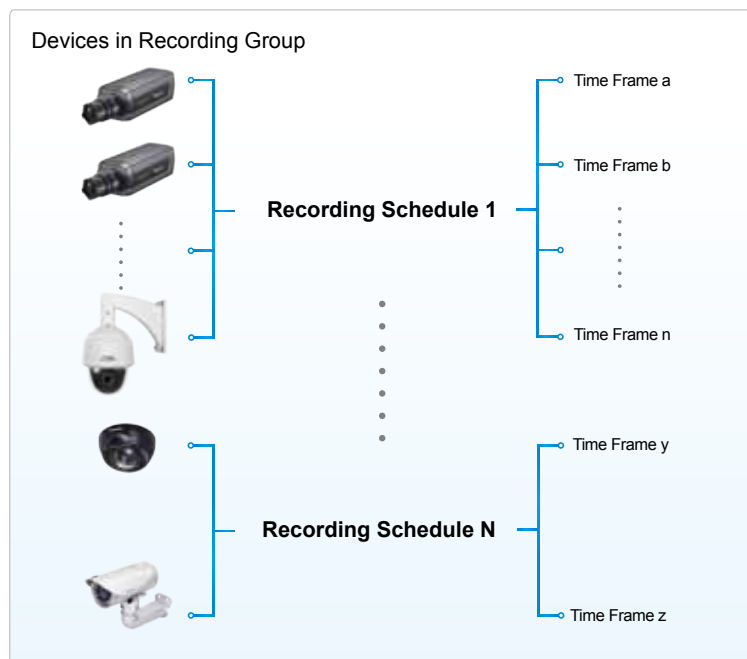 Devices in Recording Group
Time Frame a
Time Frame b
Recording Schedule 1
Time Frame n
Time Frame y
Recording Schedule N
Time Frame z